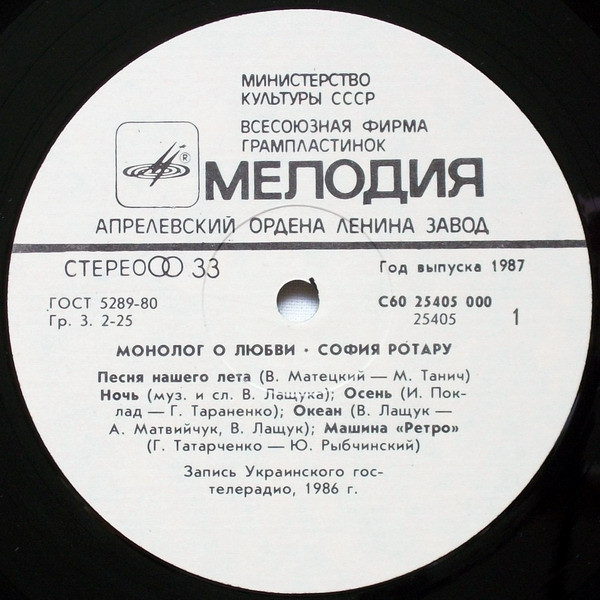 МИНИСТЕРСТВО
КУЛЬТУРЫ СССР
ВСЕСОЮЗНАЯ ФИРМА
ГРАМПЛАСТИНОК
®
МЕЛОДИЯ
АПРЕЛЕВСКИЙ ОРДЕНА ЛЕНИНА ЗАВОД
СТЕРЕО 33
Год выпуска 1987
ГОСТ 5289-80
Гр. 3. 2-25
С60 25405 000
25405
1
МОНОЛОГ О ЛЮБВИ · СОФИЯ РОТАРУ
Песня нашего лета (В. Матецкий — М. Танич)
Ночь (муз. и сл. В. Лащука); Осень (И. Пок-
лад — Г. Тараненко); Океан (В. Лащук —
А. Матвийчук, В. Лащук); Машина «Ретро»
(Г. Татарченко — Ю. Рыбчинский)
Запись Украинского гос-
телерадио, 1986 г.